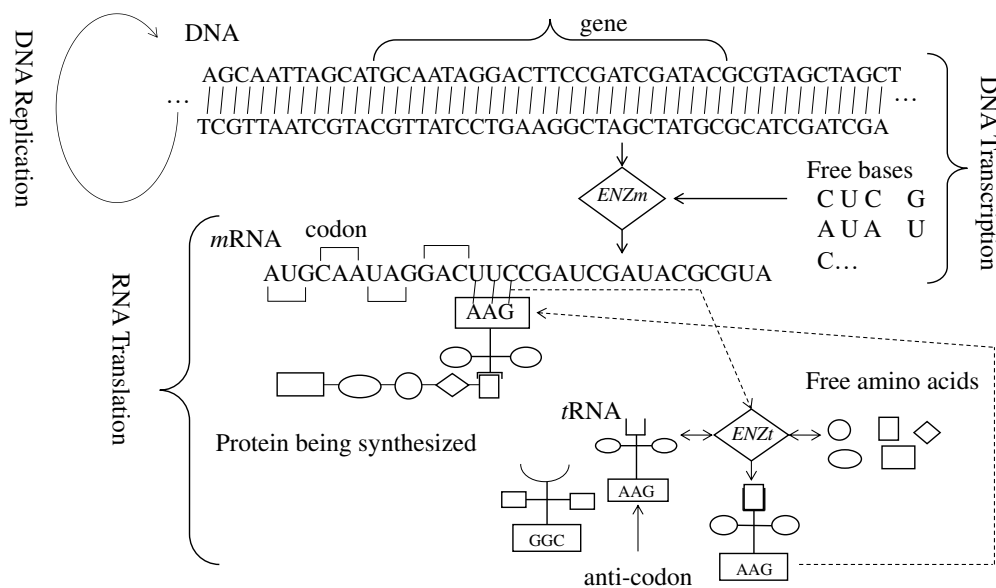 DNA Replication
DNA
gene
AGCAATTAGCATGCAATAGGACTTCCGATCGATACGCGTAGCTAGCT
… …
TCGTTAATCGTACGTTATCCTGAAGGCTAGCTATGCGCATCGATCGA
DNA Transcription
ENZm
Free bases
C U C G
A U A U
C…
RNA Translation
mRNA
codon
AUGCAAUAGGACUUCCGAUCGAUACGCGUA
AAG
Protein being synthesized
tRNA
ENZt
Free amino acids
AAG
GGC
AAG
anti-codon